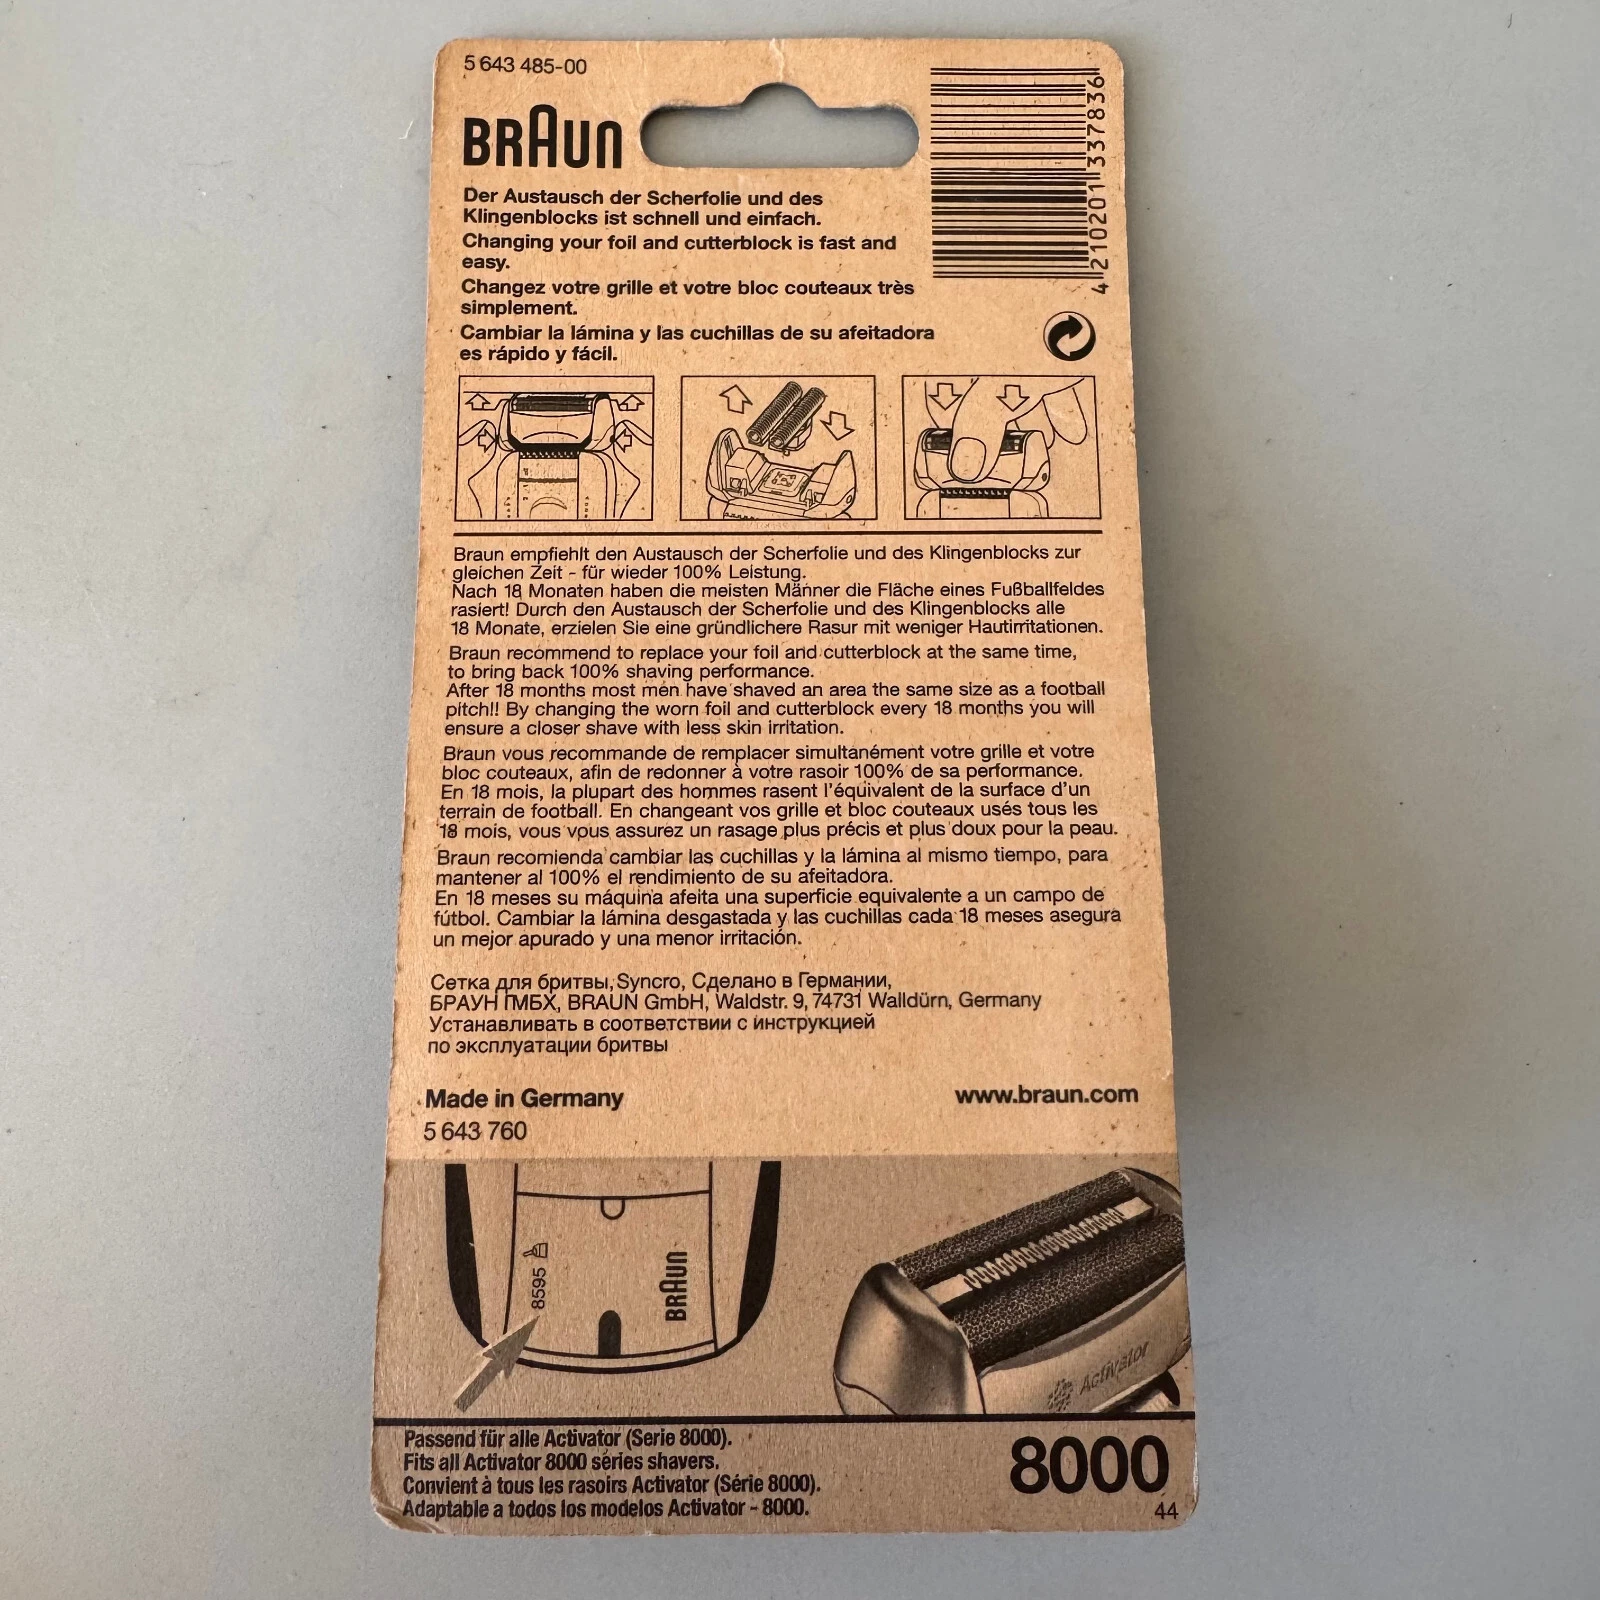 5 643 485-00
BRAUN
4 210201 337836
Der Austausch der Scherfolie und des
Klingenblocks ist schnell und einfach.
Changing your foil and cutterblock is fast and
easy.
Changez votre grille et votre bloc couteaux très
simplement.
Cambiar la lámina y las cuchillas de su afeitadora
es rápido y fácil.
Braun empfiehlt den Austausch der Scherfolie und des Klingenblocks zur
gleichen Zeit - für wieder 100% Leistung.
Nach 18 Monaten haben die meisten Männer die Fläche eines Fußballfeldes
rasiert! Durch den Austausch der Scherfolie und des Klingenblocks alle
18 Monate, erzielen Sie eine gründlichere Rasur mit weniger Hautirritationen.
Braun recommend to replace your foil and cutterblock at the same time,
to bring back 100% shaving performance.
After 18 months most men have shaved an area the same size as a football
pitch!! By changing the worn foil and cutterblock every 18 months you will
ensure a closer shave with less skin irritation.
Braun vous recommande de remplacer simultanément votre grille et votre
bloc couteaux, afin de redonner à votre rasoir 100% de sa performance.
En 18 mois, la plupart des hommes rasent l'équivalent de la surface d'un
terrain de football. En changeant vos grille et bloc couteaux usés tous les
18 mois, vous vous assurez un rasage plus précis et plus doux pour la peau.
Braun recomienda cambiar las cuchillas y la lámina al mismo tiempo, para
mantener al 100% el rendimiento de su afeitadora.
En 18 meses su máquina afeita una superficie equivalente a un campo de
fútbol. Cambiar la lámina desgastada y las cuchillas cada 18 meses asegura
un mejor apurado y una menor irritación.
Сетка для бритвы, Syncro, Сделано в Германии,
БРАУН ГМБХ, BRAUN GmbH, Waldstr. 9, 74731 Walldürn, Germany
Устанавливать в соответствии с инструкцией
по эксплуатации бритвы
Made in Germany
www.braun.com
5 643 760
8595
BRAUN
Activator
Passend für alle Activator (Serie 8000).
Fits all Activator 8000 séries shavers.
Convient à tous les rasoirs Activator (Série 8000).
Adaptable a todos los modelos Activator - 8000.
8000
44